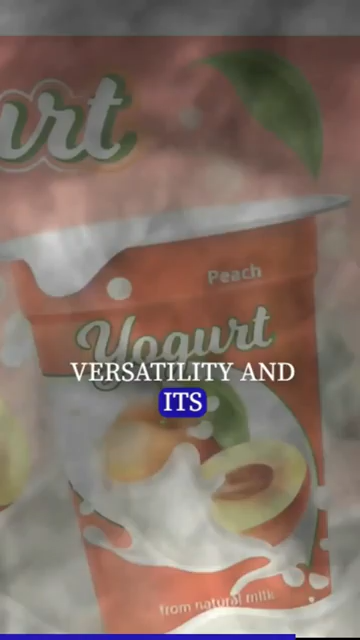 urt
Peach
Yogurt
VERSATILITY AND
ITS
from natural milk